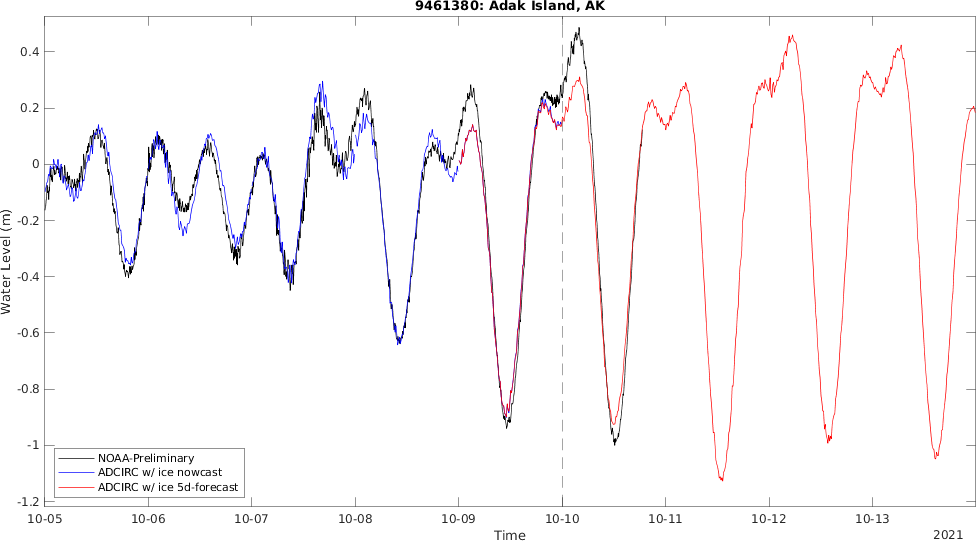 9461380: Adak Island, AK
0.4
0.2
0
-0.2
-0.4
-0.6
-0.8
-1
-1.2
Water Level (m)
NOAA-Preliminary
ADCIRC w/ ice nowcast
ADCIRC w/ ice 5d-forecast
10-05 10-06 10-07 10-08 10-09 10-10 10-11 10-12 10-13
Time
2021